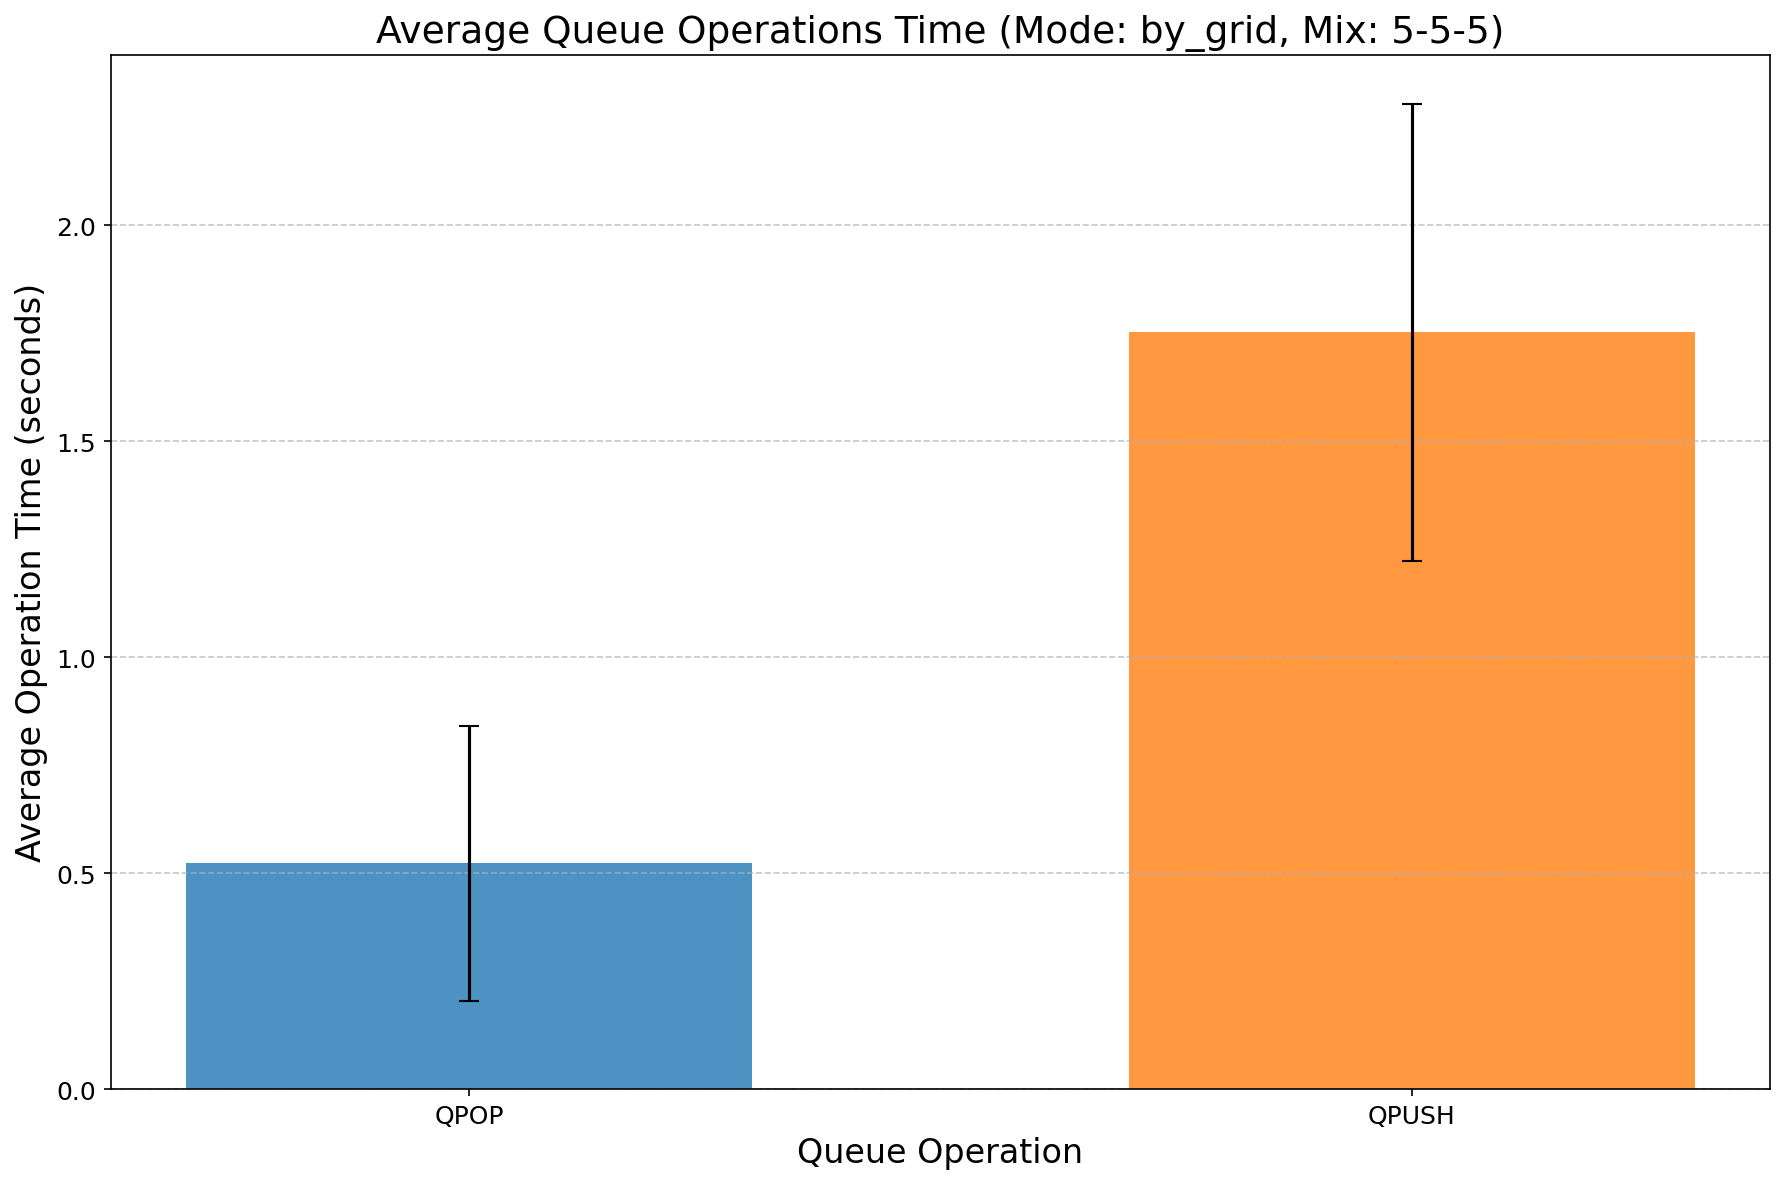 Average Queue Operations Time (Mode: by_grid, Mix: 5-5-5)
Average Operation Time (seconds)
2.0
1.5
1.0
0.5
0.0
QPOP
QPUSH
Queue Operation